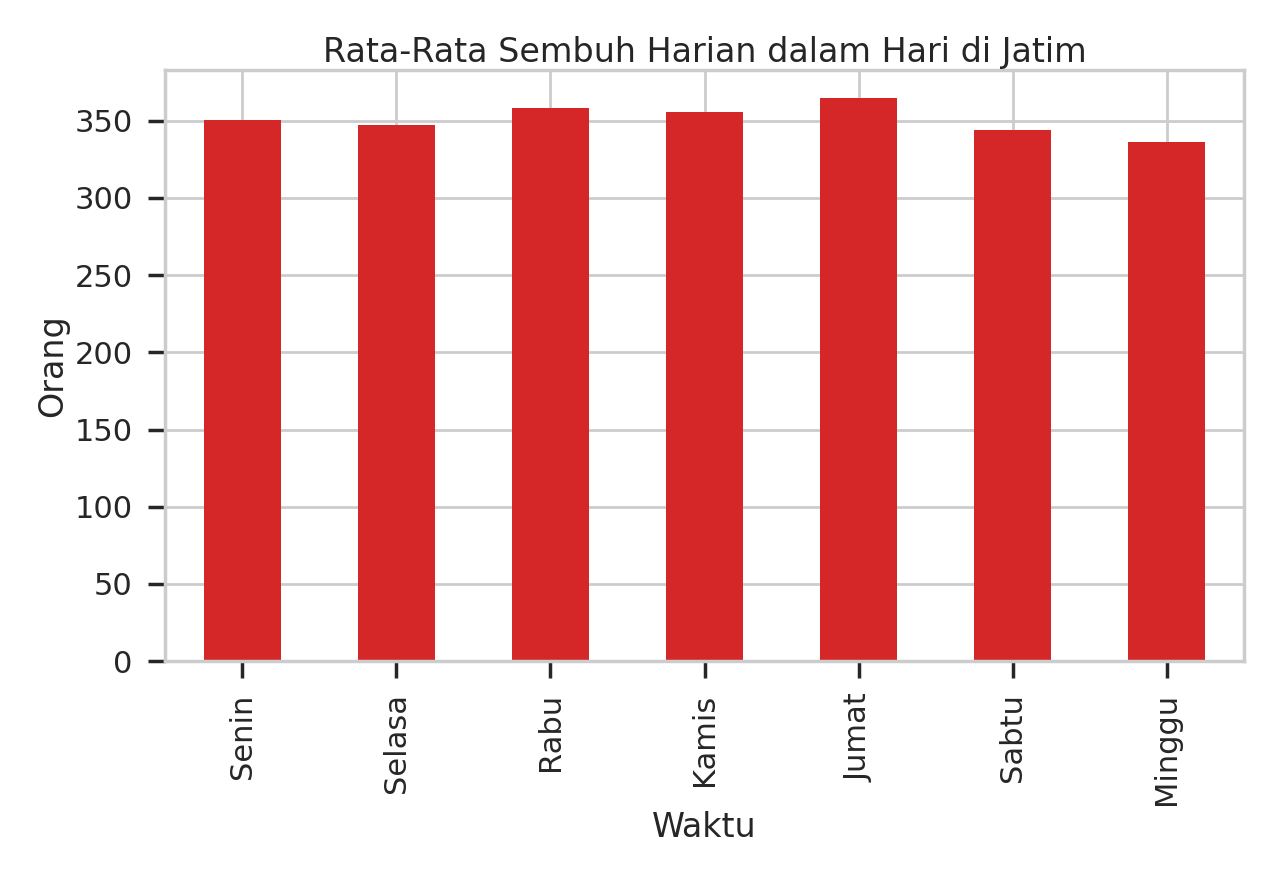 Rata-Rata Sembuh Harian dalam Hari di Jatim
350
300
250
200
150
100
50
0
Orang
Senin
Selasa
Rabu
Kamis
Jumat
Sabtu
Minggu
Waktu